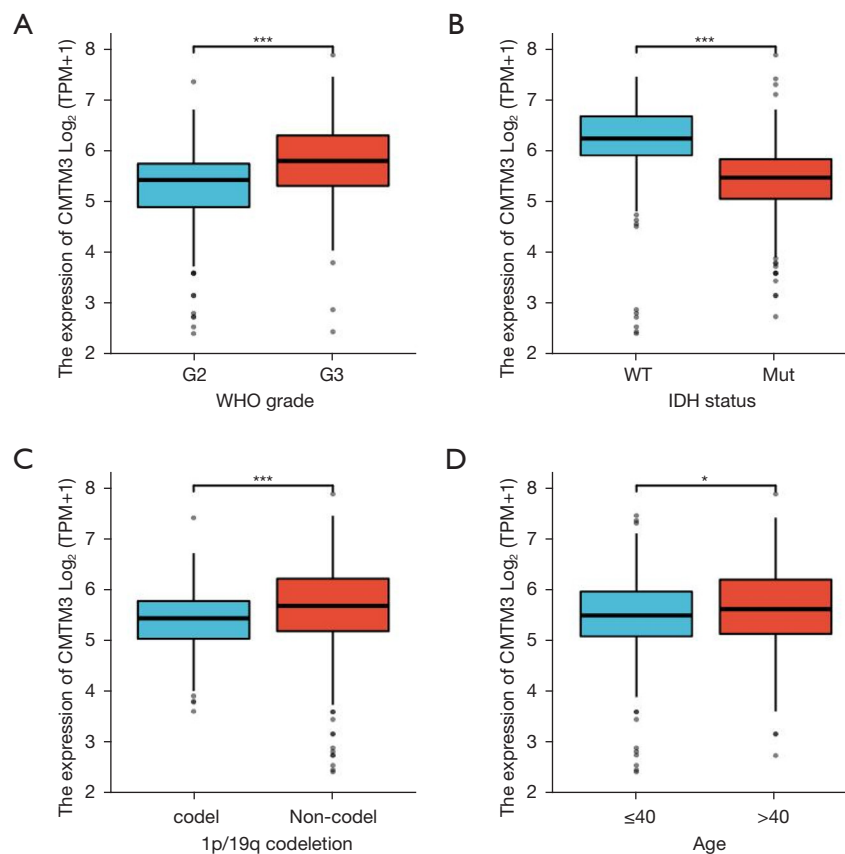 A
The expression of CMTM3 Log₂ (TPM+1)
8
7
6
5
4
3
2
***
G2
G3
WHO grade
B
The expression of CMTM3 Log₂ (TPM+1)
8
7
6
5
4
3
2
***
WT
Mut
IDH status
C
The expression of CMTM3 Log₂ (TPM+1)
8
7
6
5
4
3
2
***
codel
Non-codel
1p/19q codeletion
D
The expression of CMTM3 Log₂ (TPM+1)
8
7
6
5
4
3
2
*
≤40
>40
Age